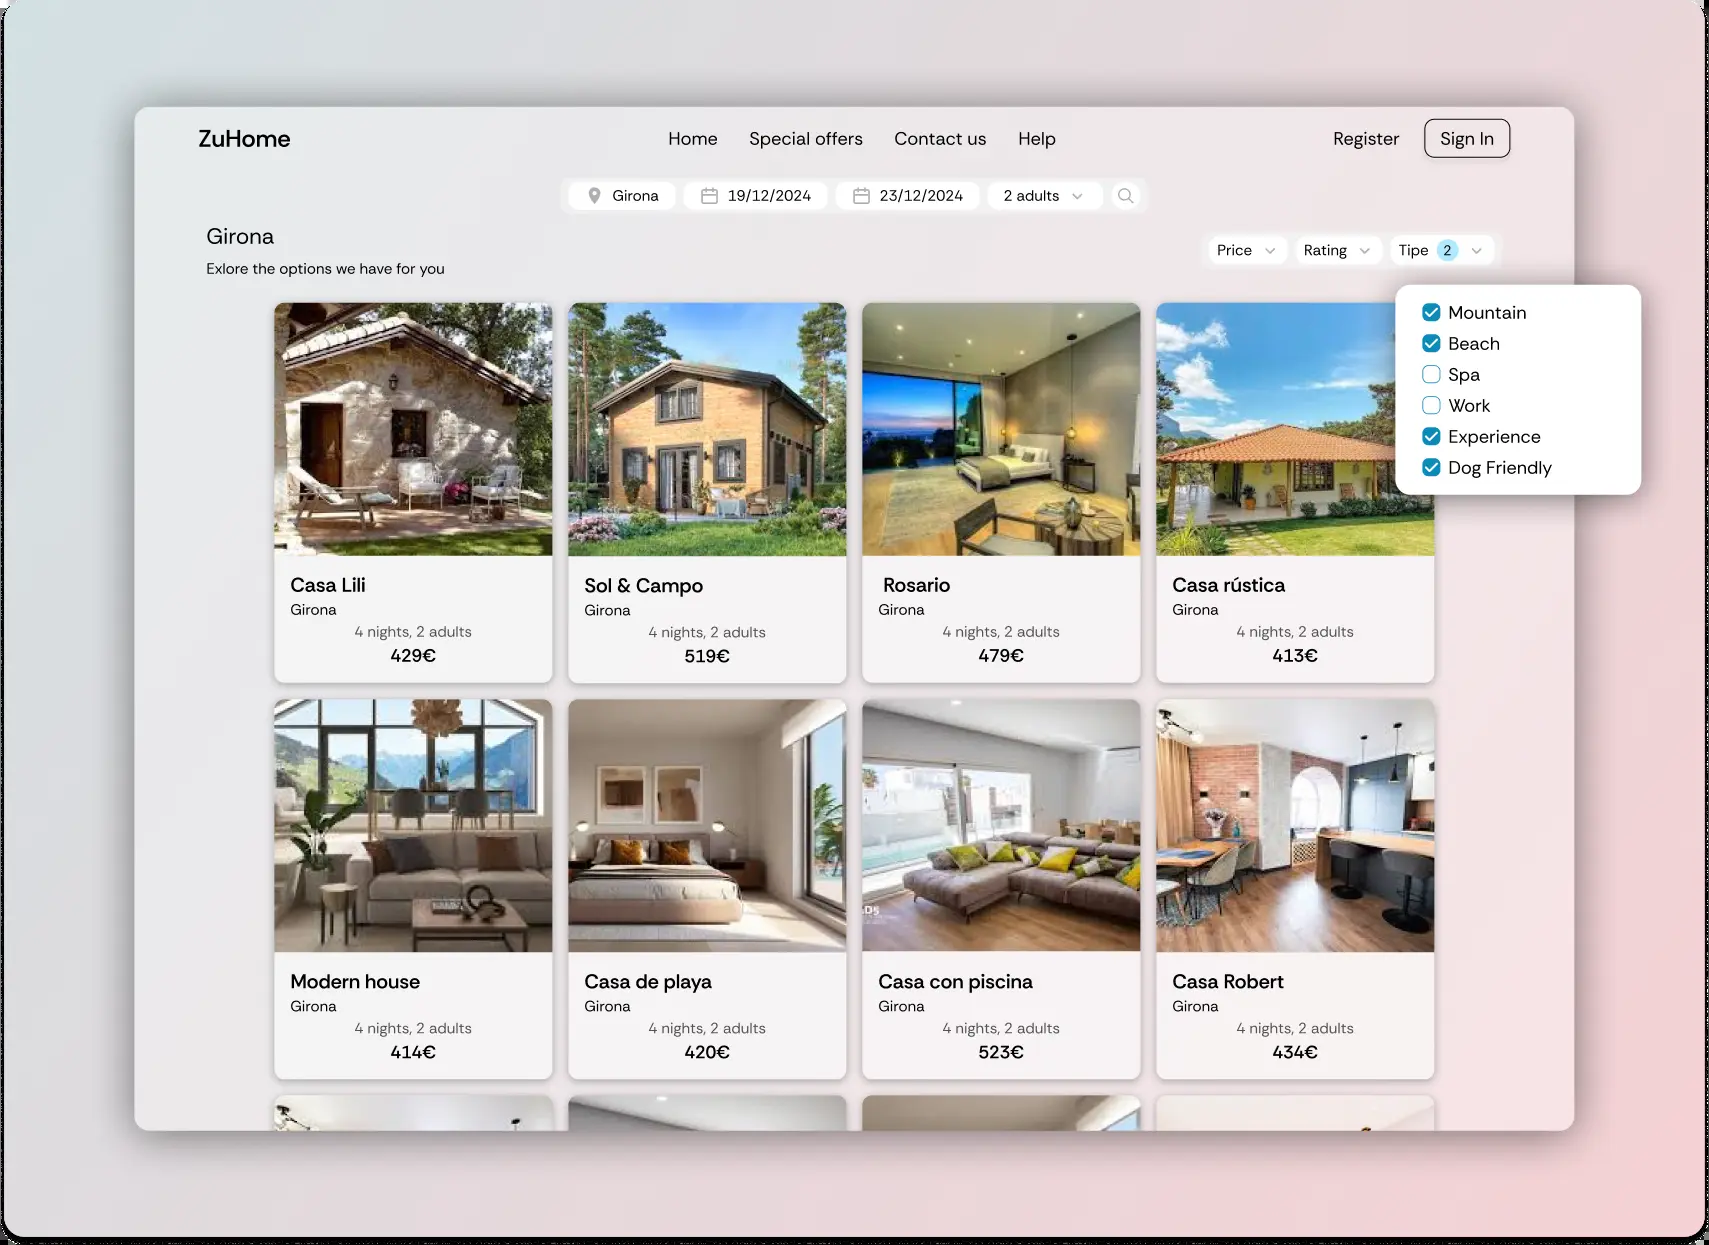 ZuHome
Home Special offers Contact us Help
Register Sign In
Girona 19/12/2024 23/12/2024 2 adults
Girona
Exlore the options we have for you
Price Rating Tipe 2
Mountain
Beach
Spa
Work
Experience
Dog Friendly
Casa Lili
Girona
4 nights, 2 adults
429€
Sol & Campo
Girona
4 nights, 2 adults
519€
Rosario
Girona
4 nights, 2 adults
479€
Casa rústica
Girona
4 nights, 2 adults
413€
Modern house
Girona
4 nights, 2 adults
414€
Casa de playa
Girona
4 nights, 2 adults
420€
Casa con piscina
Girona
4 nights, 2 adults
523€
Casa Robert
Girona
4 nights, 2 adults
434€